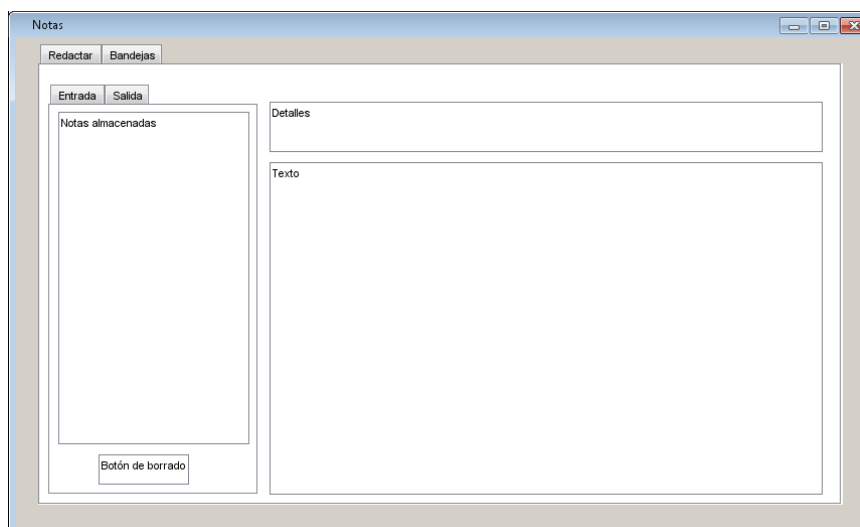 Notas
Redactar Bandejas
Entrada Salida
Notas almacenadas
Detalles
Texto
Botón de borrado